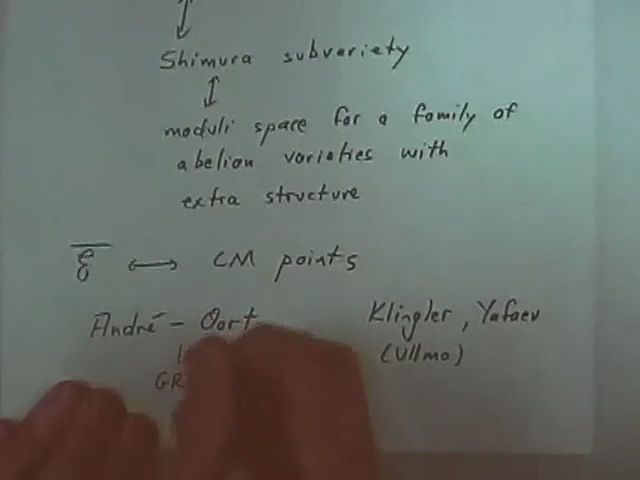 Shimura subvariety
moduli space for a family of
abelian varieties with
extra structure
ξ̅ ⟷ CM points
André - Oort Klingler, Yafaev
(Ullmo)
GR